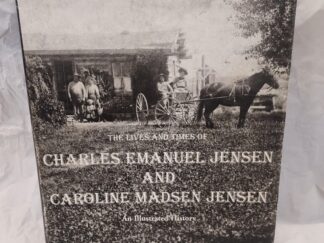 THE LIVES AND TIMES OF
CHARLES EMANUEL JENSEN
AND
CAROLINE MADSEN JENSEN
An Illustrated History